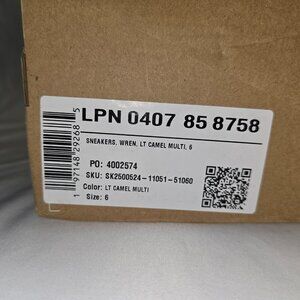 LPN 0407 85 8758
SNEAKERS, WREN, LT CAMEL MULTI, 6
PO: 4002574
SKU: SK2500524-11051-51060
Color: LT CAMEL MULTI
Size: 6
1 97148 29268 5